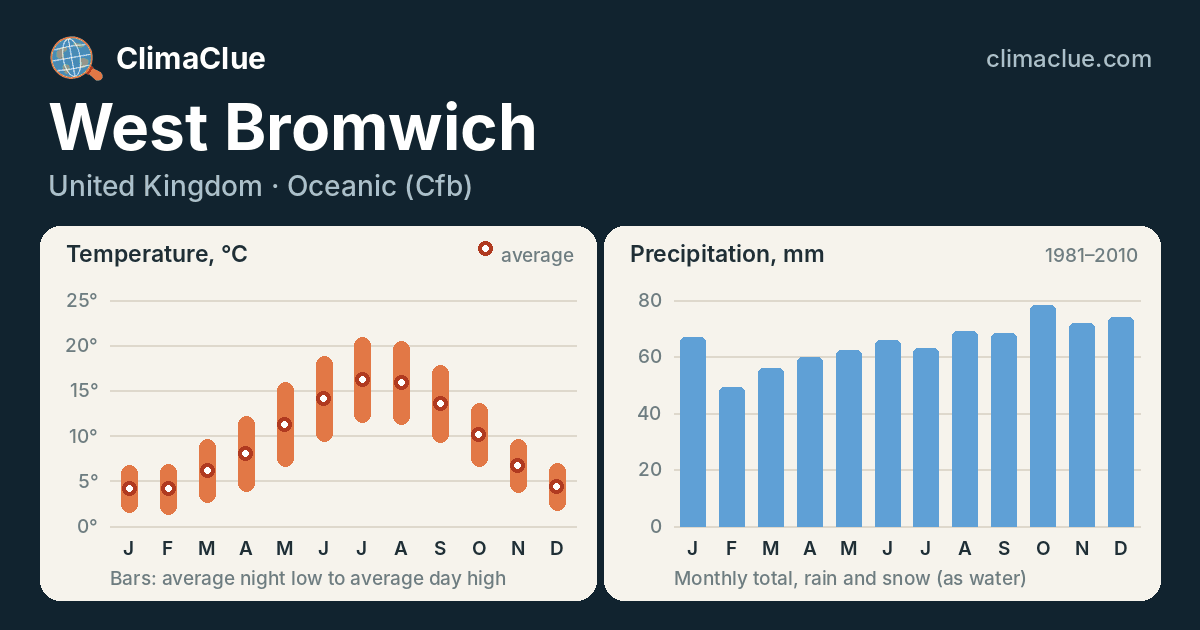 ClimaClue
climaclue.com
West Bromwich
United Kingdom · Oceanic (Cfb)
Temperature, °C
average
25°
20°
15°
10°
5°
0°
J F M A M J J A S O N D
Bars: average night low to average day high
Precipitation, mm
1981–2010
80
60
40
20
0
J F M A M J J A S O N D
Monthly total, rain and snow (as water)